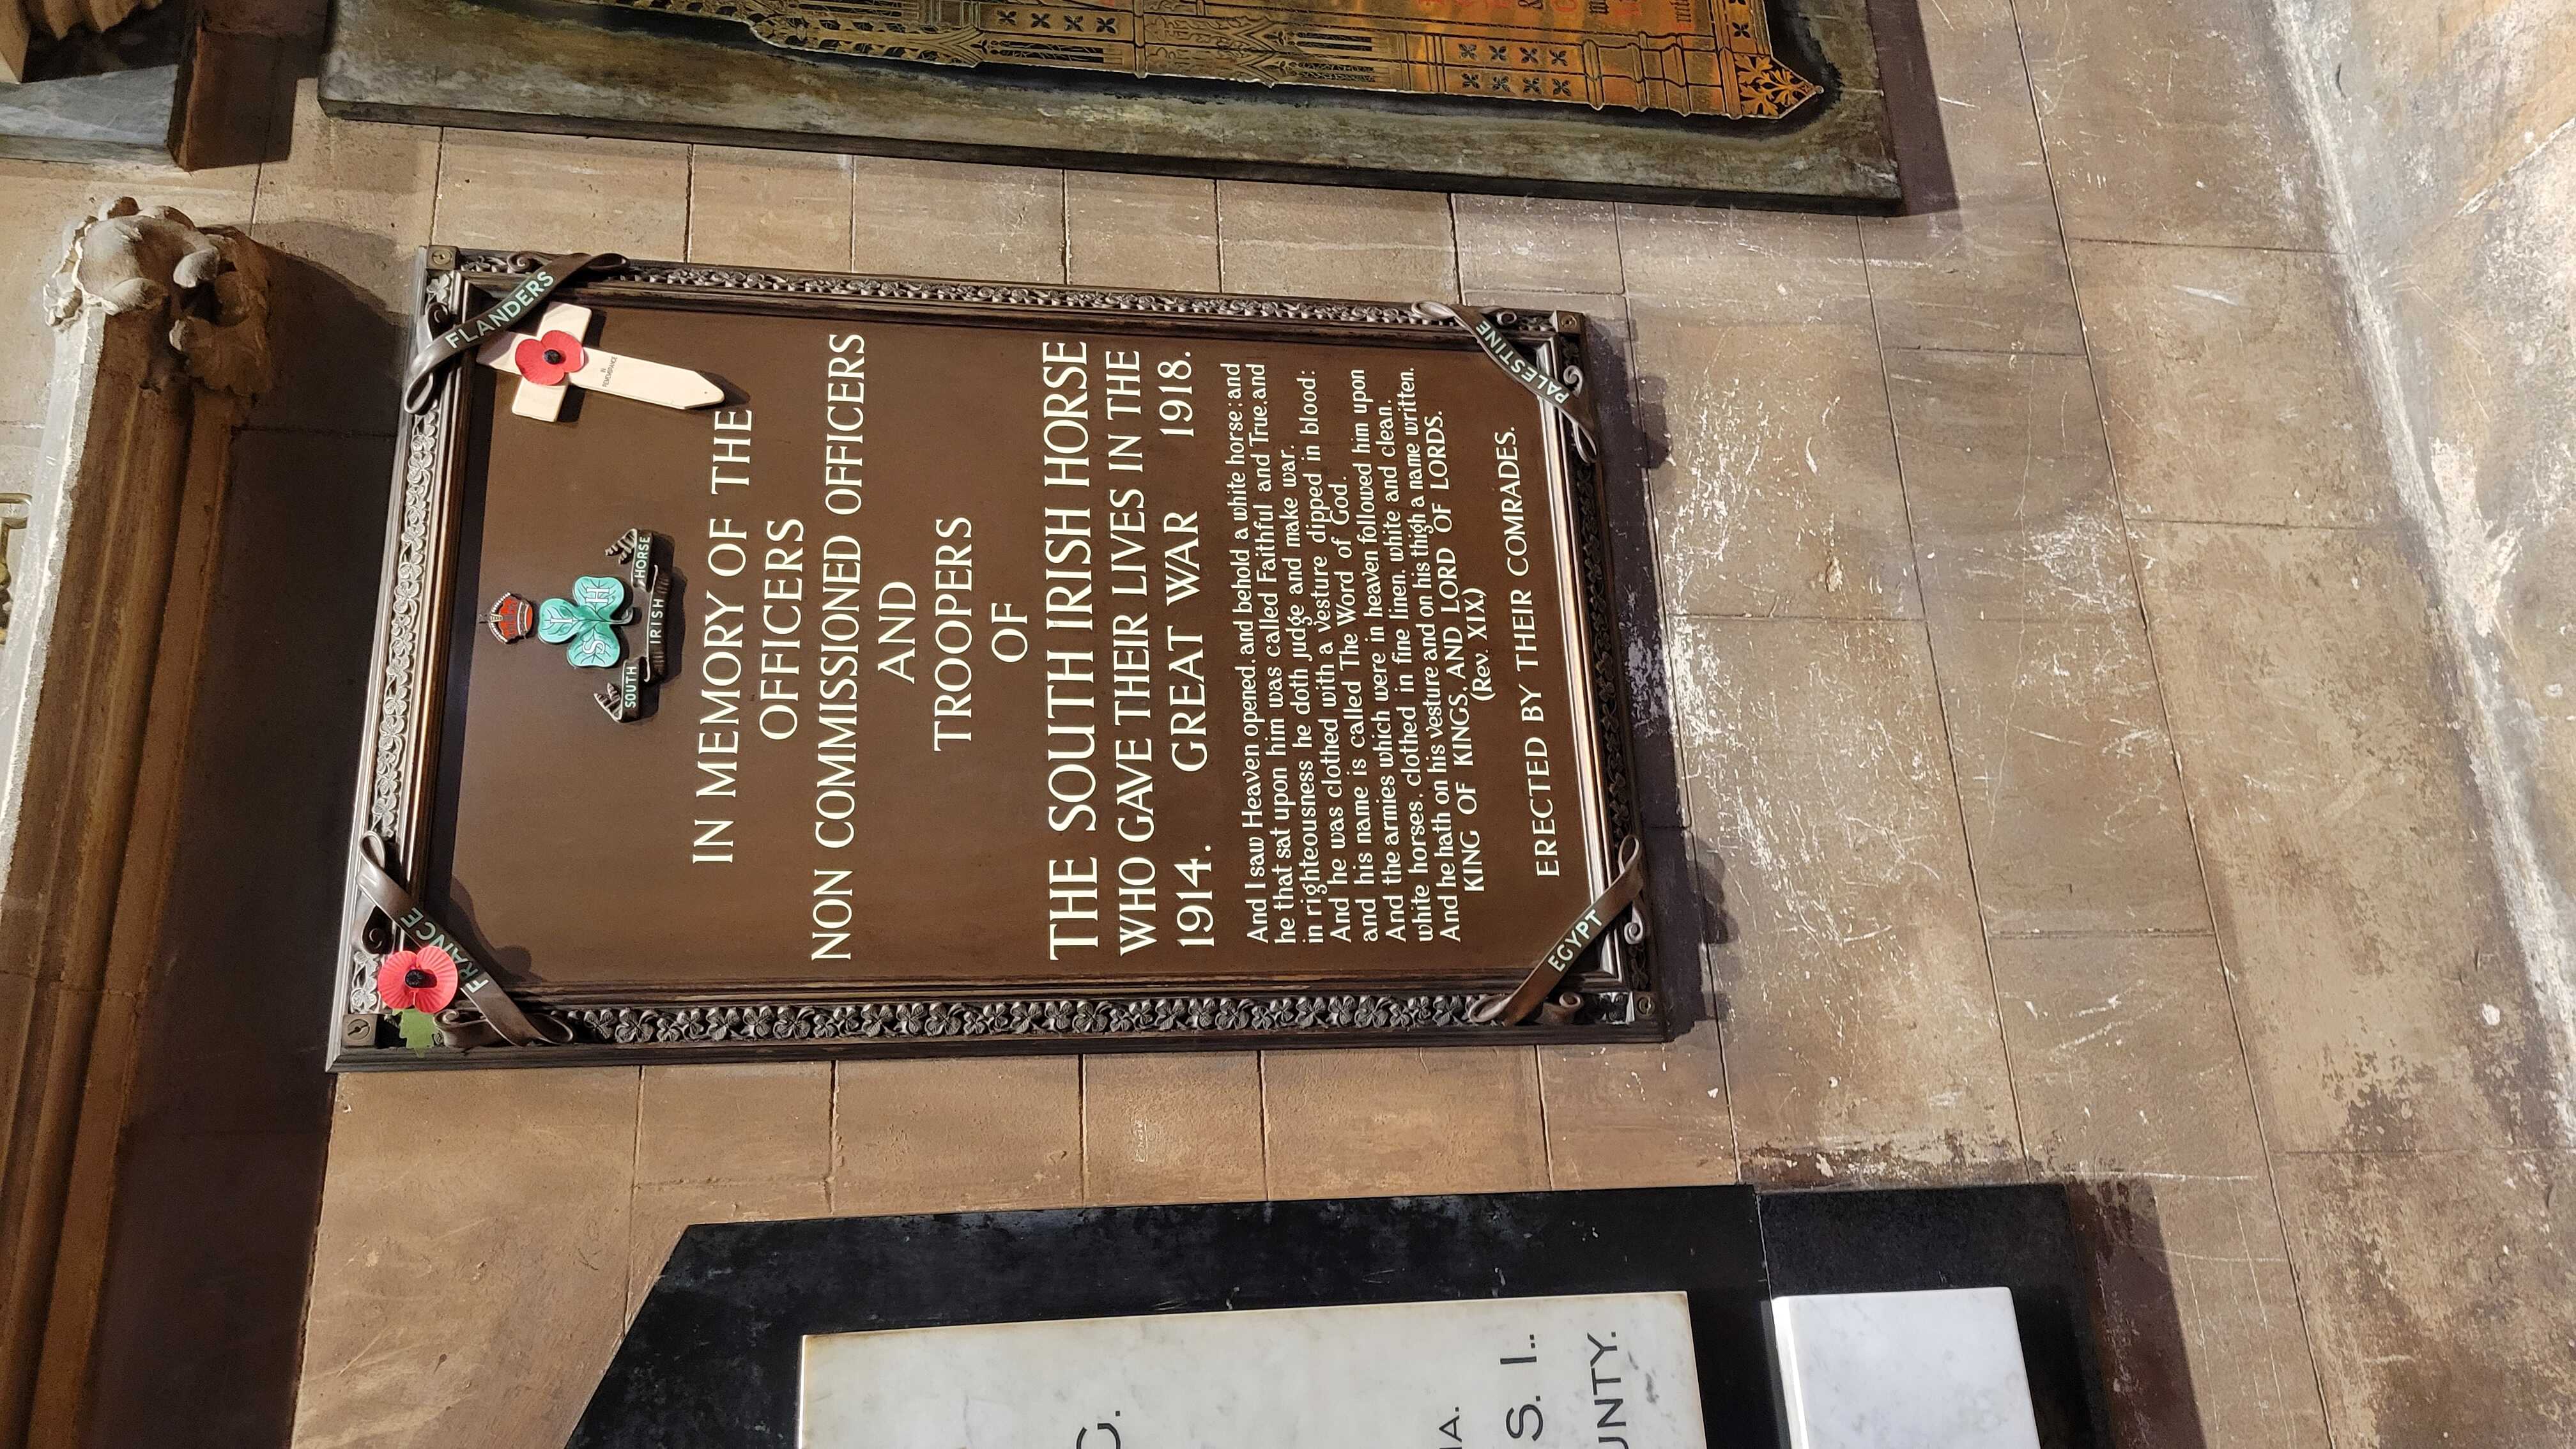 FRANCE
FLANDERS
IN REMEMBRANCE
S I H
SOUTH IRISH HORSE
IN MEMORY OF THE
OFFICERS
NON COMMISSIONED OFFICERS
AND
TROOPERS
OF
THE SOUTH IRISH HORSE
WHO GAVE THEIR LIVES IN THE
1914. GREAT WAR 1918.
And I saw Heaven opened, and behold a white horse: and
he that sat upon him was called Faithful and True, and
in righteousness he doth judge and make war.
And he was clothed with a vesture dipped in blood:
and his name is called The Word of God.
And the armies which were in heaven followed him upon
white horses, clothed in fine linen, white and clean.
And he hath on his vesture and on his thigh a name written,
KING OF KINGS, AND LORD OF LORDS.
(Rev. XIX.)
ERECTED BY THEIR COMRADES.
EGYPT
PALESTINE
C.
IA.
S. I..
UNTY.